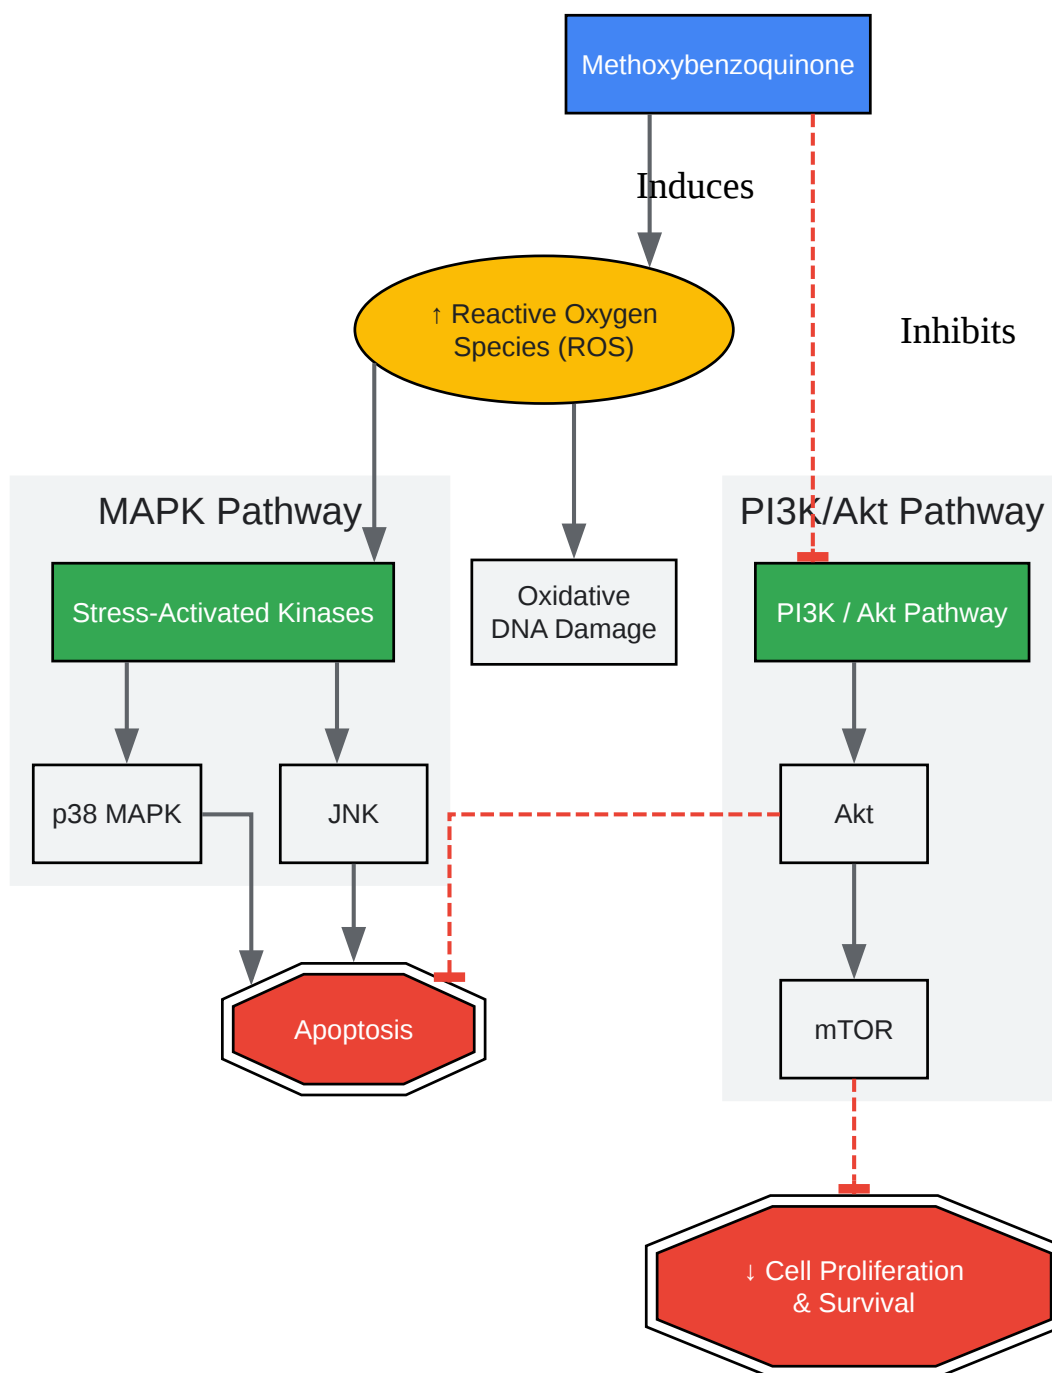 Methoxybenzoquinone
Induces
↑ Reactive Oxygen
Species (ROS)
Inhibits
MAPK Pathway
PI3K/Akt Pathway
Stress-Activated Kinases
Oxidative
DNA Damage
PI3K / Akt Pathway
p38 MAPK
JNK
Akt
Apoptosis
mTOR
↓ Cell Proliferation
& Survival